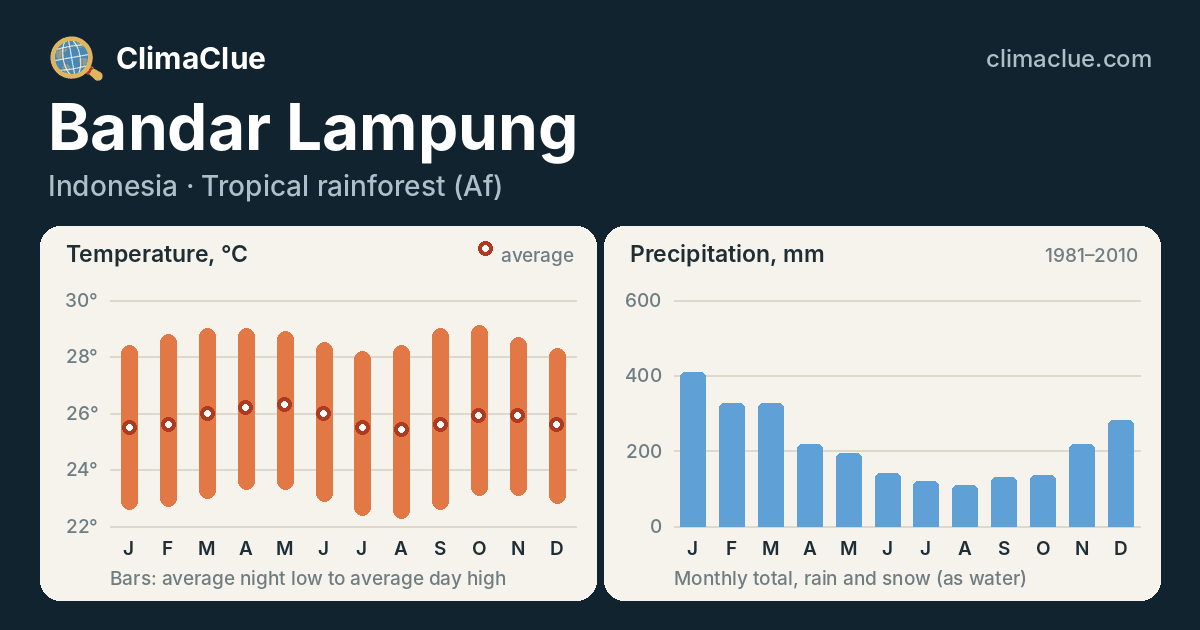 ClimaClue
climaclue.com
Bandar Lampung
Indonesia · Tropical rainforest (Af)
Temperature, °C
average
30°
28°
26°
24°
22°
J F M A M J J A S O N D
Bars: average night low to average day high
Precipitation, mm
1981–2010
600
400
200
0
J F M A M J J A S O N D
Monthly total, rain and snow (as water)